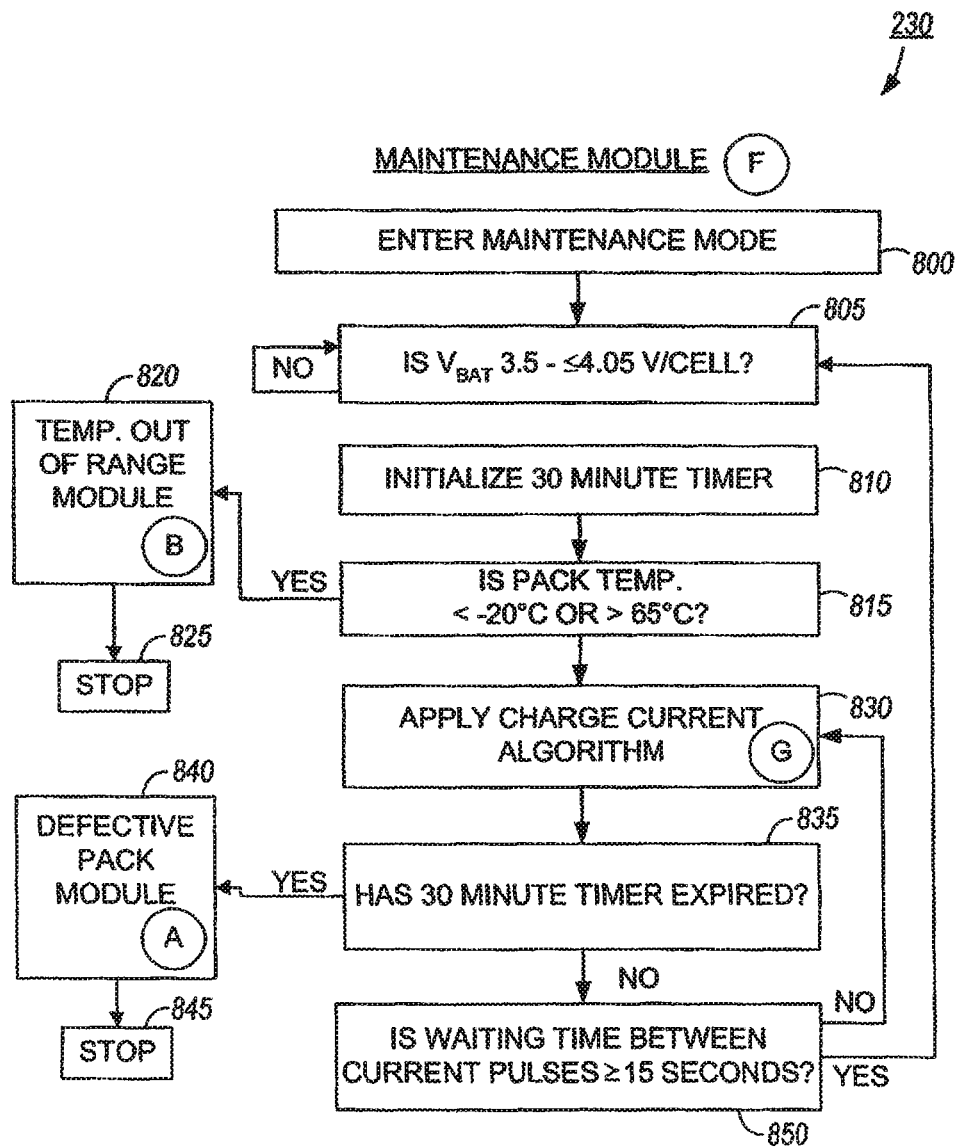 230
MAINTENANCE MODULE F
ENTER MAINTENANCE MODE
800
805
IS VBAT 3.5 - ≤4.05 V/CELL?
NO
820
TEMP. OUT
OF RANGE
MODULE
B
INITIALIZE 30 MINUTE TIMER
810
YES
IS PACK TEMP.
< -20°C OR > 65°C?
815
825
STOP
APPLY CHARGE CURRENT
ALGORITHM
G
830
840
DEFECTIVE
PACK
MODULE
A
YES
835
HAS 30 MINUTE TIMER EXPIRED?
NO
845
STOP
IS WAITING TIME BETWEEN
CURRENT PULSES ≥ 15 SECONDS?
NO
YES
850